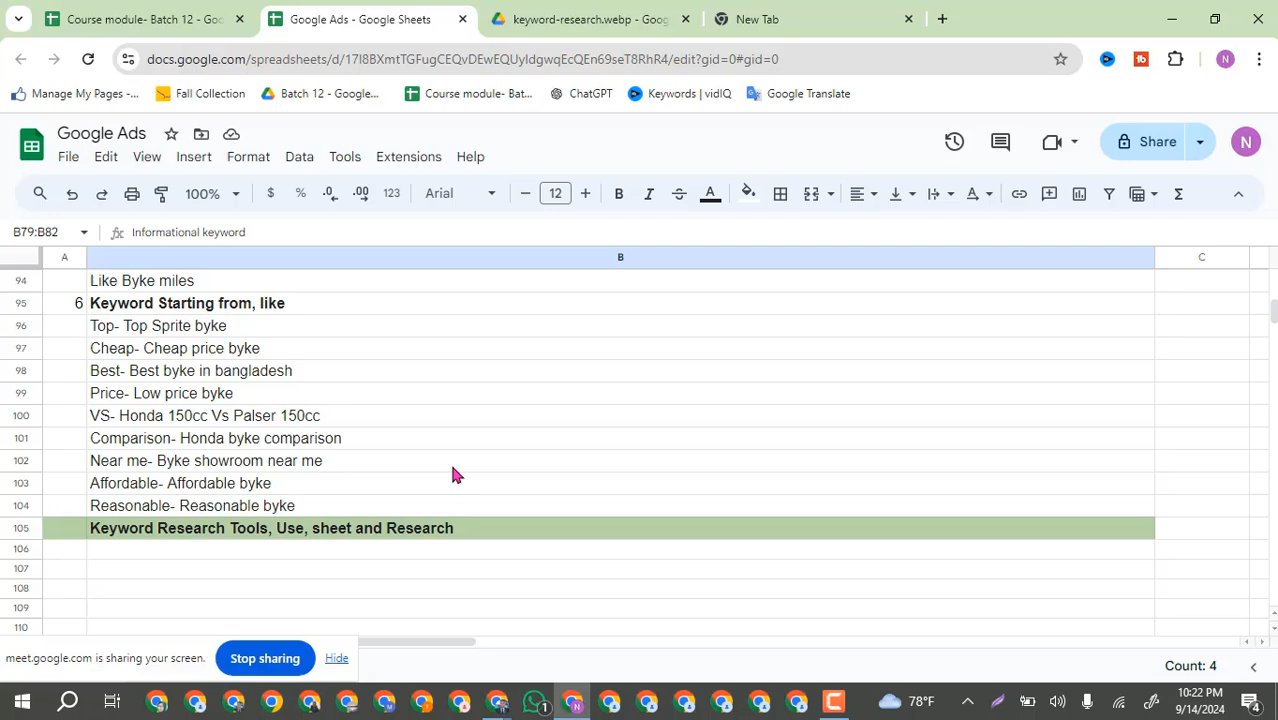 Course module- Batch 12 - Goo
Google Ads - Google Sheets
keyword-research.webp - Goog
New Tab
docs.google.com/spreadsheets/d/17I8BXmtTGFugCEQvDEwEQUyIdgwqEcQEn69seT8RhR4/edit?gid=0#gid=0
N
Manage My Pages -...
Fall Collection
Batch 12 - Google...
Course module- Bat...
ChatGPT
Keywords | vidIQ
Google Translate
Google Ads
Share
N
File Edit View Insert Format Data Tools Extensions Help
100% $ % .0 .00 123 Arial 12 B I A
B79:B82 fx Informational keyword
A B C
94 Like Byke miles
95 6 Keyword Starting from, like
96 Top- Top Sprite byke
97 Cheap- Cheap price byke
98 Best- Best byke in bangladesh
99 Price- Low price byke
100 VS- Honda 150cc Vs Palser 150cc
101 Comparison- Honda byke comparison
102 Near me- Byke showroom near me
103 Affordable- Affordable byke
104 Reasonable- Reasonable byke
105 Keyword Research Tools, Use, sheet and Research
106
107
108
109
110
meet.google.com is sharing your screen.
Stop sharing
Hide
Count: 4
1
78°F
10:22 PM
9/14/2024
4